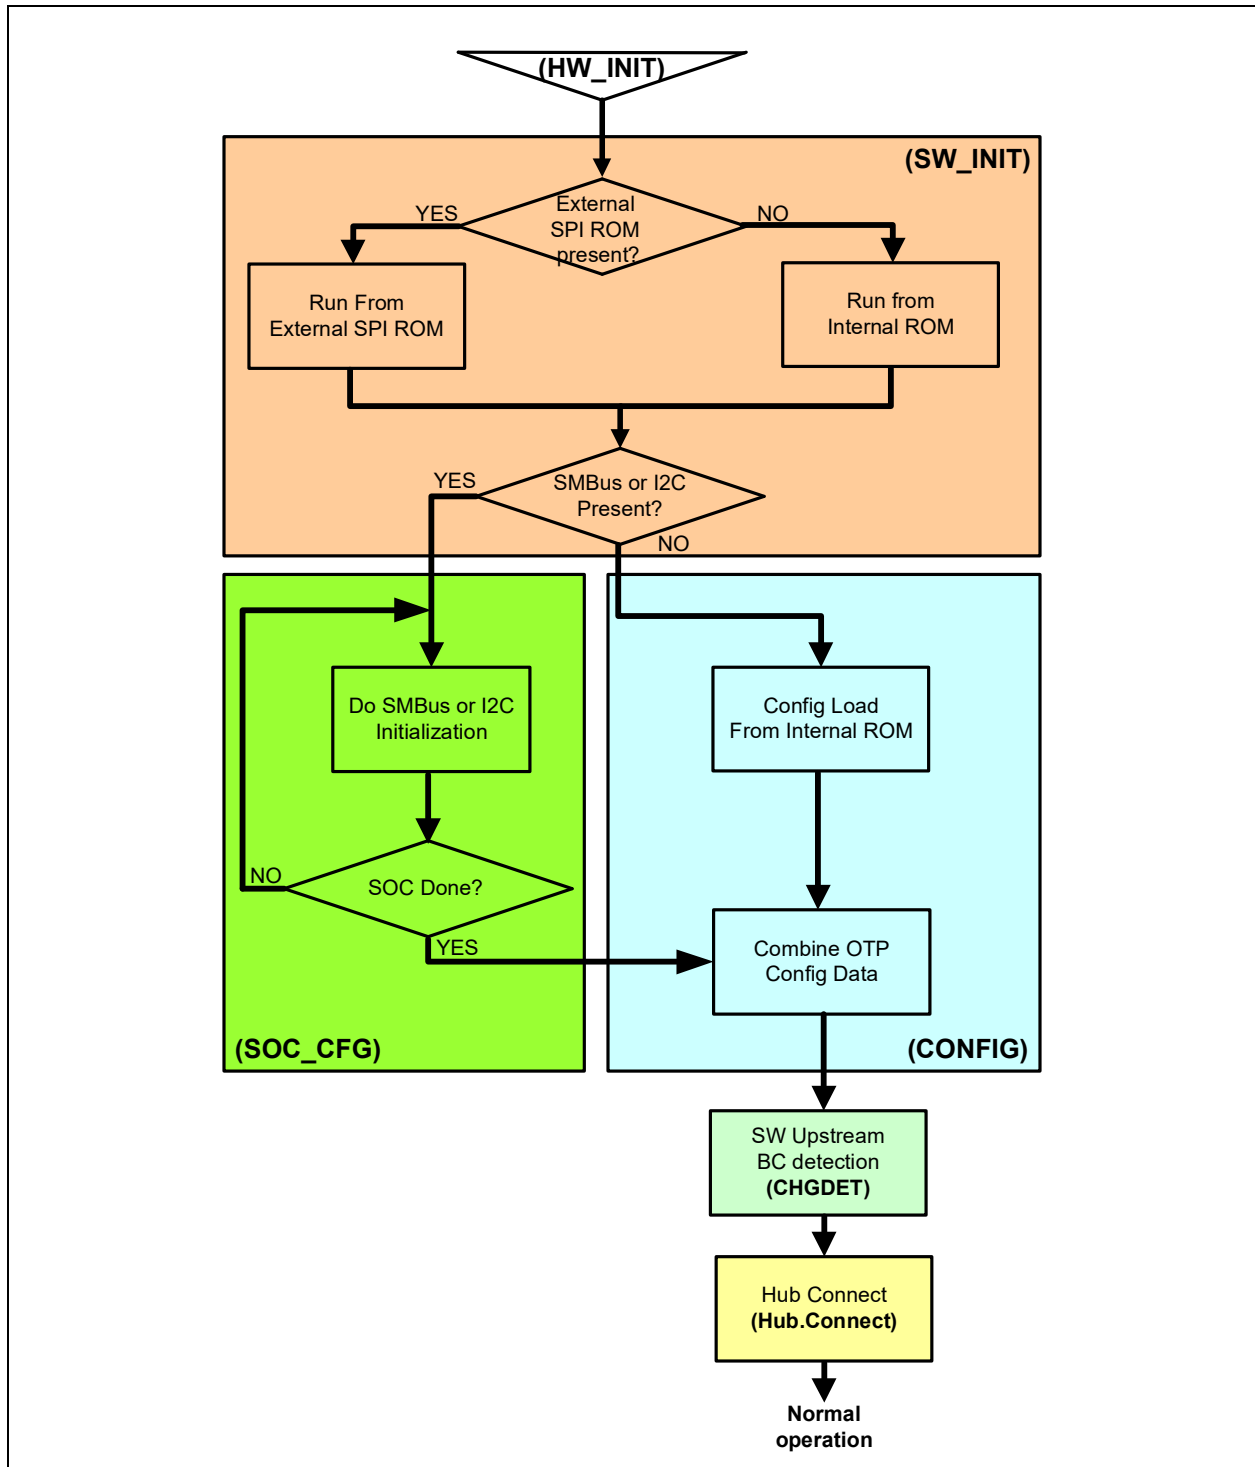 (HW_INIT)
(SW_INIT)
External
SPI ROM
present?
YES
NO
Run From
External SPI ROM
Run from
Internal ROM
SMBus or I2C
Present?
YES
NO
Do SMBus or I2C
Initialization
Config Load
From Internal ROM
SOC Done?
NO
YES
Combine OTP
Config Data
(SOC_CFG)
(CONFIG)
SW Upstream
BC detection
(CHGDET)
Hub Connect
(Hub.Connect)
Normal
operation